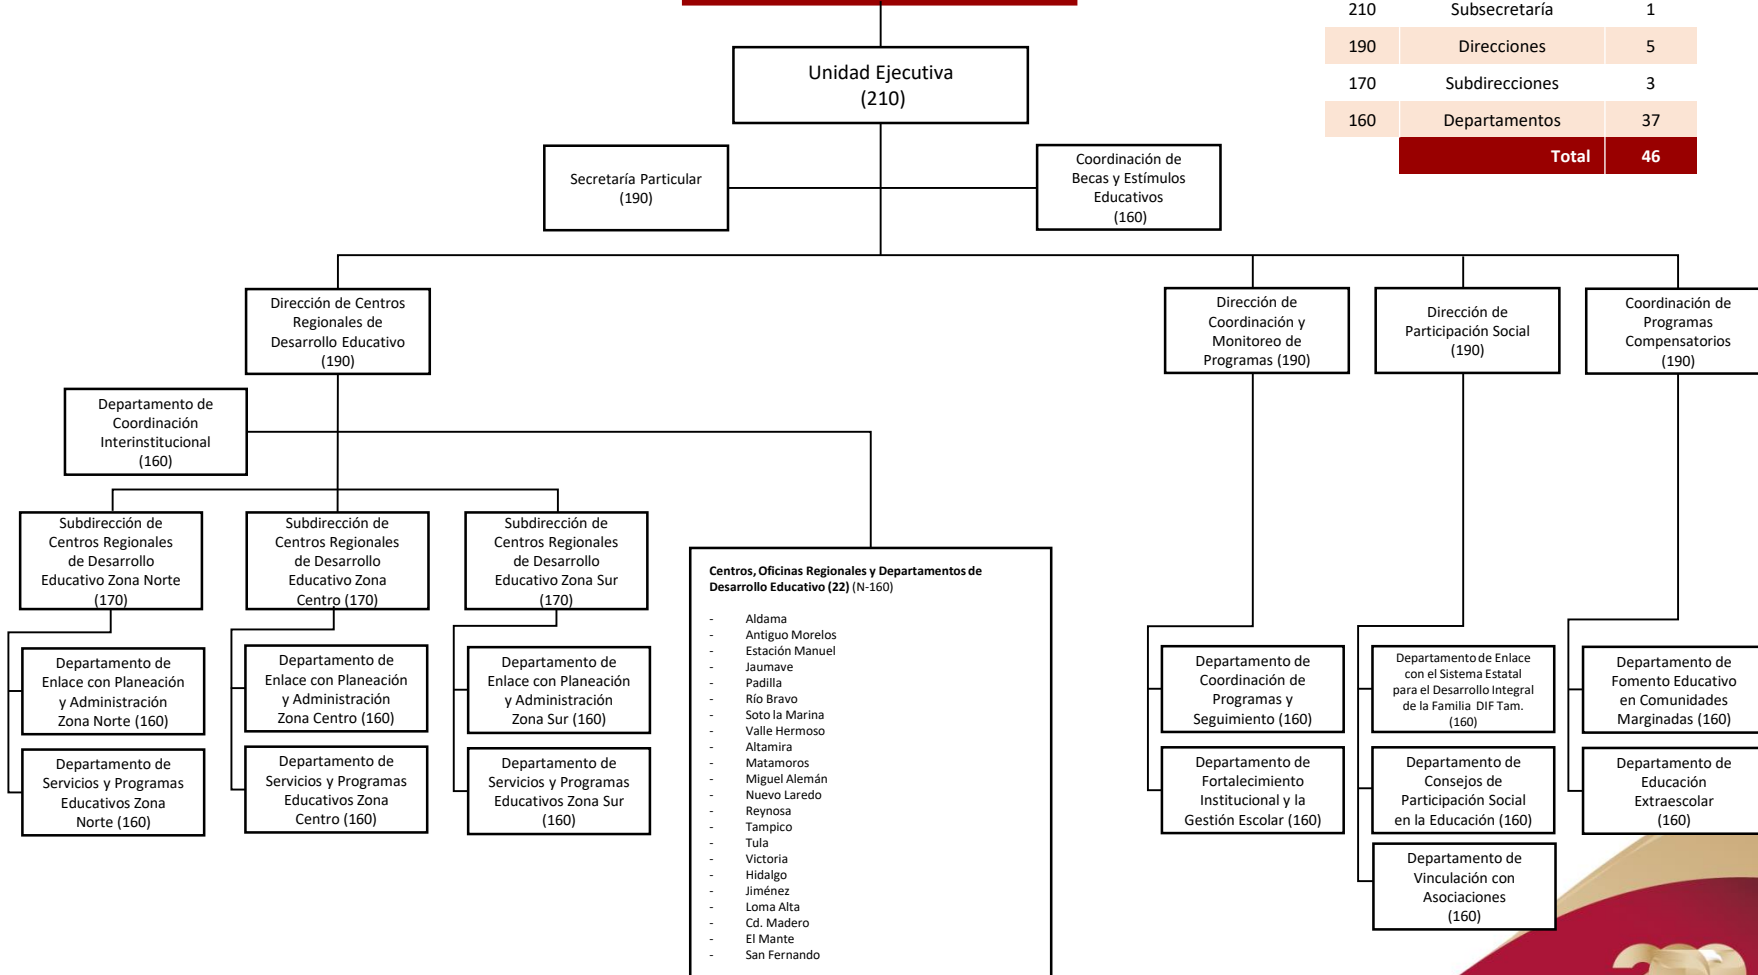 210 Subsecretaría 1
190 Direcciones 5
170 Subdirecciones 3
160 Departamentos 37
Total 46
Unidad Ejecutiva
(210)
Secretaría Particular
(190)
Coordinación de
Becas y Estímulos
Educativos
(160)
Dirección de Centros
Regionales de
Desarrollo Educativo
(190)
Dirección de
Coordinación y
Monitoreo de
Programas (190)
Dirección de
Participación Social
(190)
Coordinación de
Programas
Compensatorios
(190)
Departamento de
Coordinación
Interinstitucional
(160)
Subdirección de
Centros Regionales
de Desarrollo
Educativo Zona Norte
(170)
Subdirección de
Centros Regionales
de Desarrollo
Educativo Zona
Centro (170)
Subdirección de
Centros Regionales
de Desarrollo
Educativo Zona Sur
(170)
Departamento de
Enlace con Planeación
y Administración
Zona Norte (160)
Departamento de
Servicios y Programas
Educativos Zona
Norte (160)
Departamento de
Enlace con Planeación
y Administración
Zona Centro (160)
Departamento de
Servicios y Programas
Educativos Zona
Centro (160)
Departamento de
Enlace con Planeación
y Administración
Zona Sur (160)
Departamento de
Servicios y Programas
Educativos Zona Sur
(160)
Centros, Oficinas Regionales y Departamentos de
Desarrollo Educativo (22) (N-160)
- Aldama
- Antiguo Morelos
- Estación Manuel
- Jaumave
- Padilla
- Río Bravo
- Soto la Marina
- Valle Hermoso
- Altamira
- Matamoros
- Miguel Alemán
- Nuevo Laredo
- Reynosa
- Tampico
- Tula
- Victoria
- Hidalgo
- Jiménez
- Loma Alta
- Cd. Madero
- El Mante
- San Fernando
Departamento de
Coordinación de
Programas y
Seguimiento (160)
Departamento de
Fortalecimiento
Institucional y la
Gestión Escolar (160)
Departamento de Enlace
con el Sistema Estatal
para el Desarrollo Integral
de la Familia DIF Tam.
(160)
Departamento de
Consejos de
Participación Social
en la Educación (160)
Departamento de
Vinculación con
Asociaciones
(160)
Departamento de
Fomento Educativo
en Comunidades
Marginadas (160)
Departamento de
Educación
Extraescolar
(160)